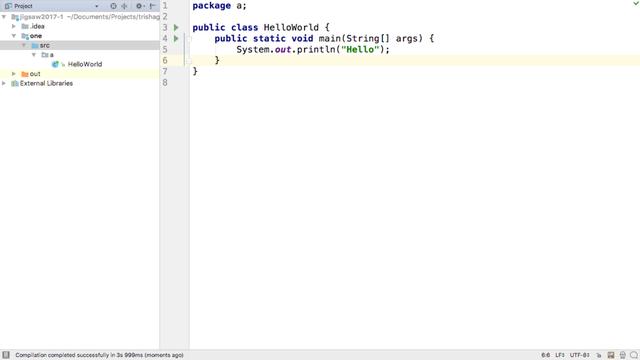 Project
jigsaw2017-1 ~/Documents/Projects/trishag
.idea
one
src
a
HelloWorld
out
External Libraries
1 package a;
2
3 public class HelloWorld {
4 public static void main(String[] args) {
5 System.out.println("Hello");
6 }
7 }
8
Compilation completed successfully in 3s 999ms (moments ago)
6:6 LF÷ UTF-8÷